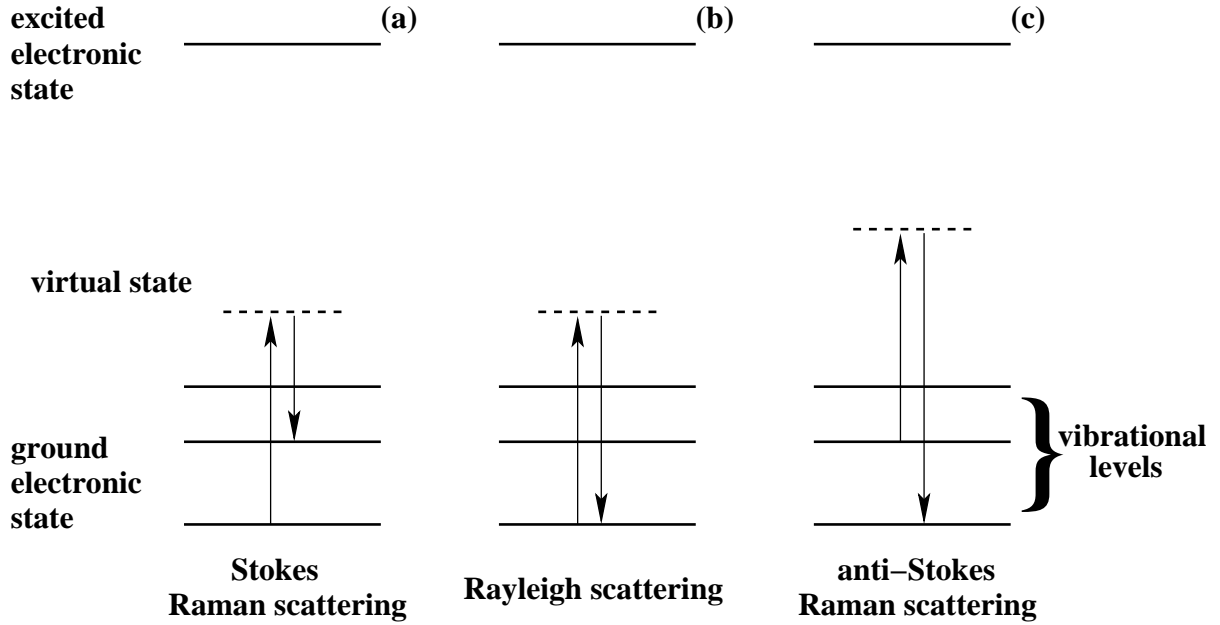 excited
electronic
state
(a)
(b)
(c)
virtual state
ground
electronic
state
}
vibrational
levels
Stokes
Raman scattering
Rayleigh scattering
anti−Stokes
Raman scattering